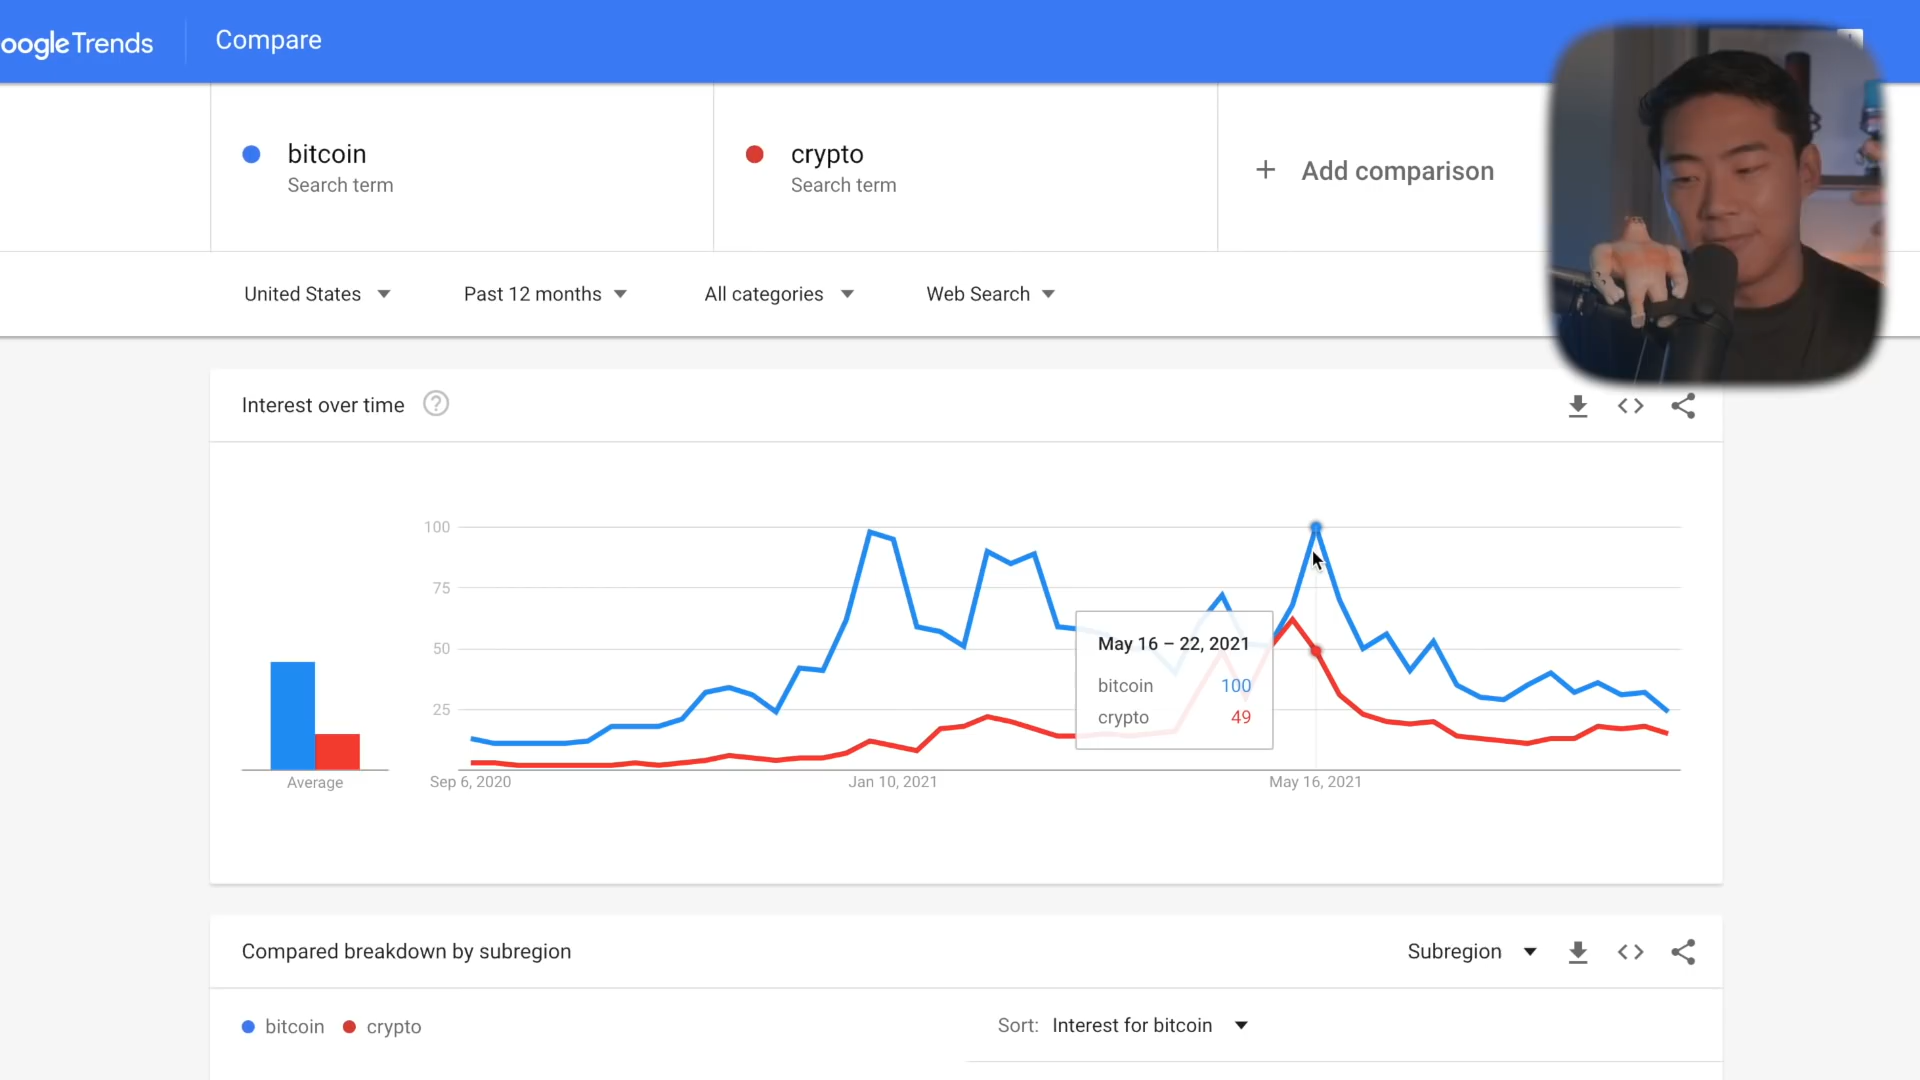 oogle Trends
Compare
bitcoin
Search term
crypto
Search term
+ Add comparison
United States
Past 12 months
All categories
Web Search
Interest over time ?
100
75
50
25
Average
Sep 6, 2020
Jan 10, 2021
May 16, 2021
May 16 – 22, 2021
bitcoin 100
crypto 49
Compared breakdown by subregion
Subregion
bitcoin crypto
Sort: Interest for bitcoin